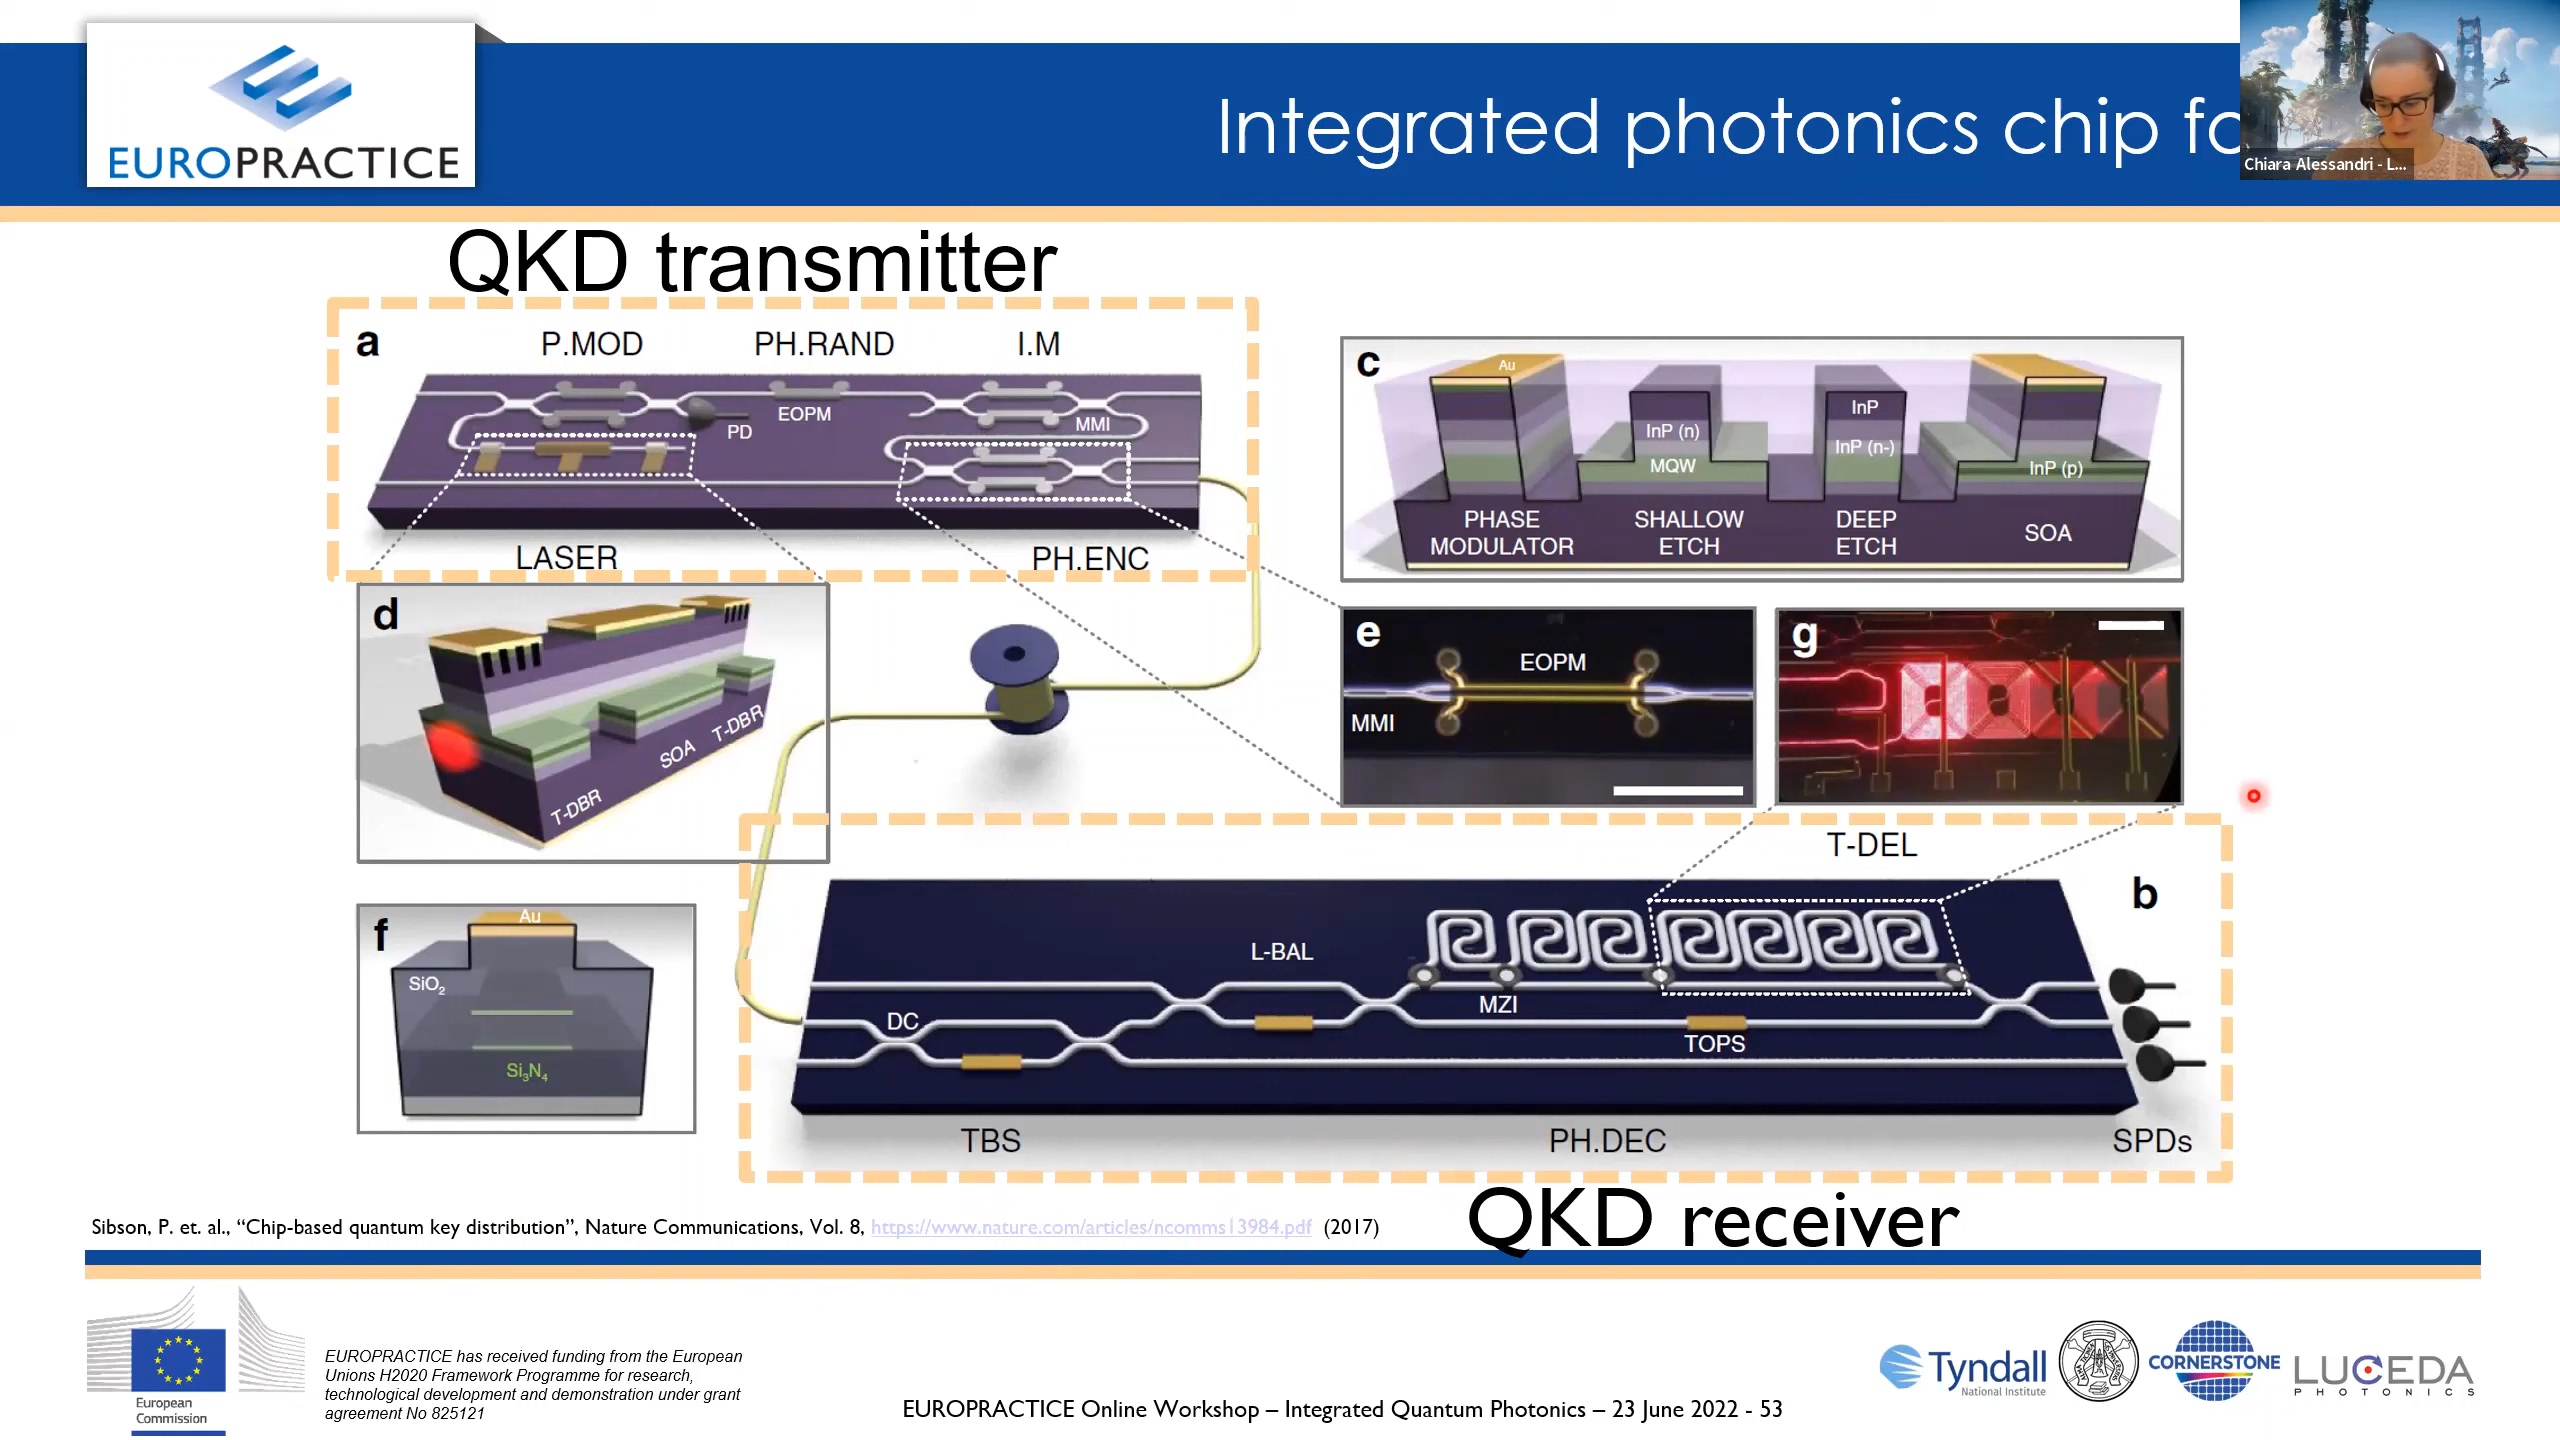 EUROPRACTICE
Integrated photonics chip fo
Chiara Alessandri - L...
QKD transmitter
a
P.MOD
PH.RAND
I.M
EOPM
PD
MMI
LASER
PH.ENC
c
Au
InP (n)
MQW
InP
InP (n-)
InP (p)
PHASE
MODULATOR
SHALLOW
ETCH
DEEP
ETCH
SOA
d
T-DBR
SOA
T-DBR
e
EOPM
MMI
g
f
Au
SiO2
Si3N4
T-DEL
b
L-BAL
DC
MZI
TOPS
TBS
PH.DEC
SPDs
QKD receiver
Sibson, P. et. al., “Chip-based quantum key distribution”, Nature Communications, Vol. 8, https://www.nature.com/articles/ncomms13984.pdf (2017)
European
Commission
EUROPRACTICE has received funding from the European
Unions H2020 Framework Programme for research,
technological development and demonstration under grant
agreement No 825121
EUROPRACTICE Online Workshop – Integrated Quantum Photonics – 23 June 2022 - 53
Tyndall
National Institute
CORNERSTONE
LUCEDA
PHOTONICS